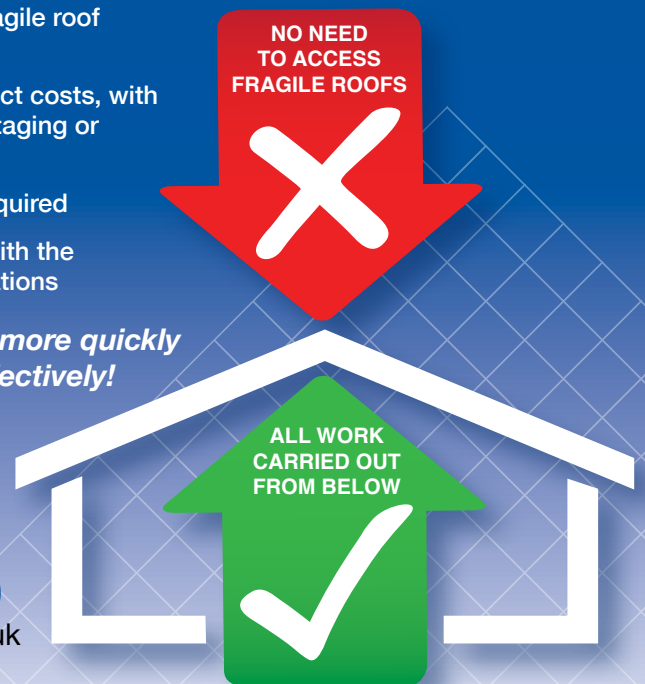 agile roof
ct costs, with
taging or
quired
ith the
tions
more quickly
ectively!
NO NEED
TO ACCESS
FRAGILE ROOFS
ALL WORK
CARRIED OUT
FROM BELOW
uk